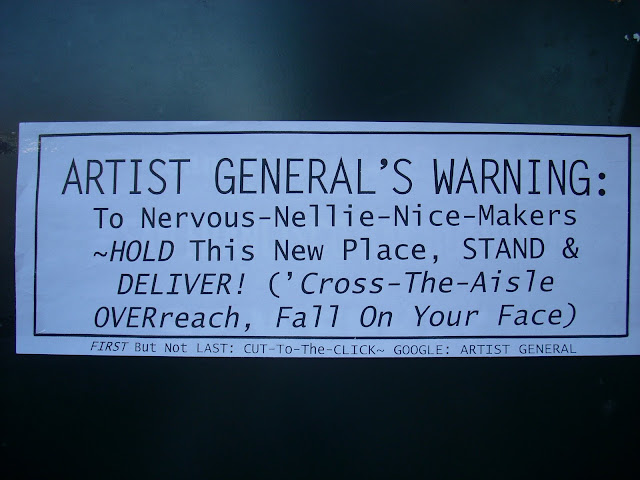 ARTIST GENERAL'S WARNING:
To Nervous-Nellie-Nice-Makers
~HOLD This New Place, STAND &
DELIVER! ('Cross-The-Aisle
OVERreach, Fall On Your Face)
FIRST But Not LAST: CUT-To-The-CLICK~ GOOGLE: ARTIST GENERAL